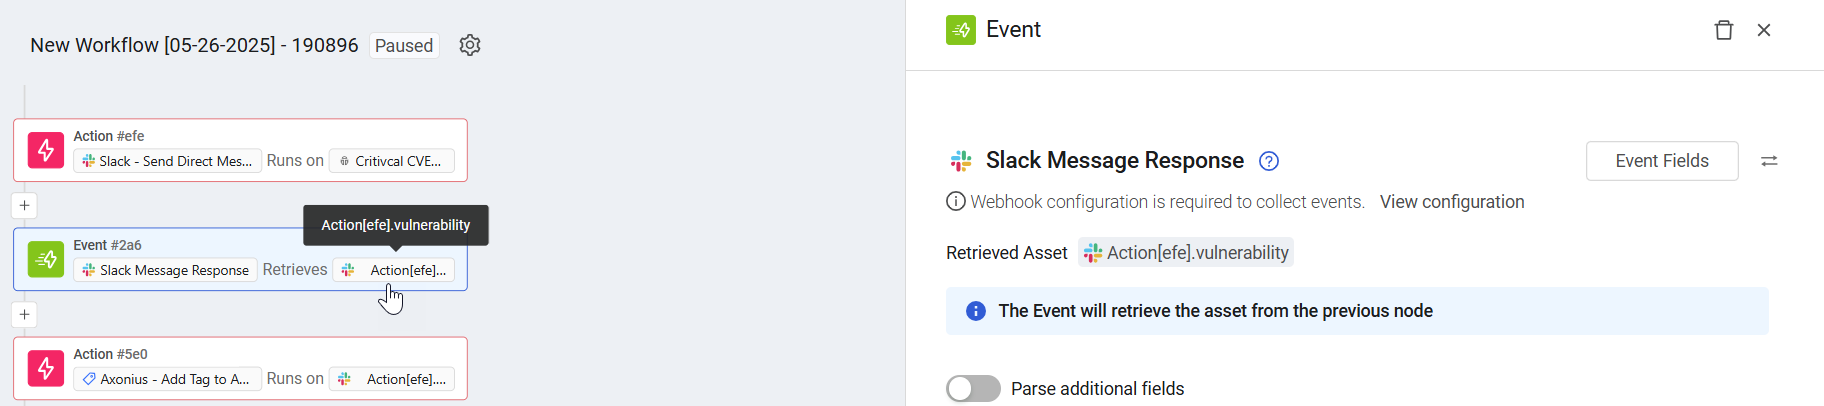 New Workflow [05-26-2025] - 190896 Paused
Action #efe
Slack - Send Direct Mes... Runs on Critivcal CVE...
Action[efe].vulnerability
Event #2a6
Slack Message Response Retrieves Action[efe]...
Action #5e0
Axonius - Add Tag to A... Runs on Action[efe]....
Event
Slack Message Response Event Fields
Webhook configuration is required to collect events. View configuration
Retrieved Asset Action[efe].vulnerability
The Event will retrieve the asset from the previous node
Parse additional fields